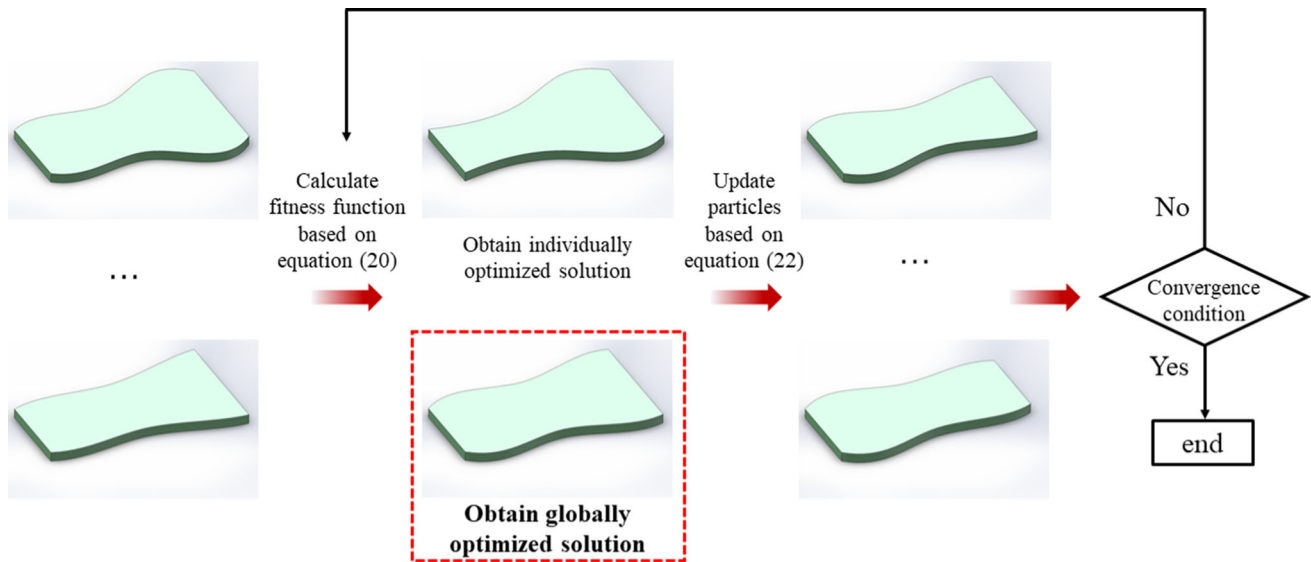 Calculate
fitness function
based on
equation (20)
...
Obtain individually
optimized solution
Obtain globally
optimized solution
Update
particles
based on
equation (22)
...
No
Convergence
condition
Yes
end